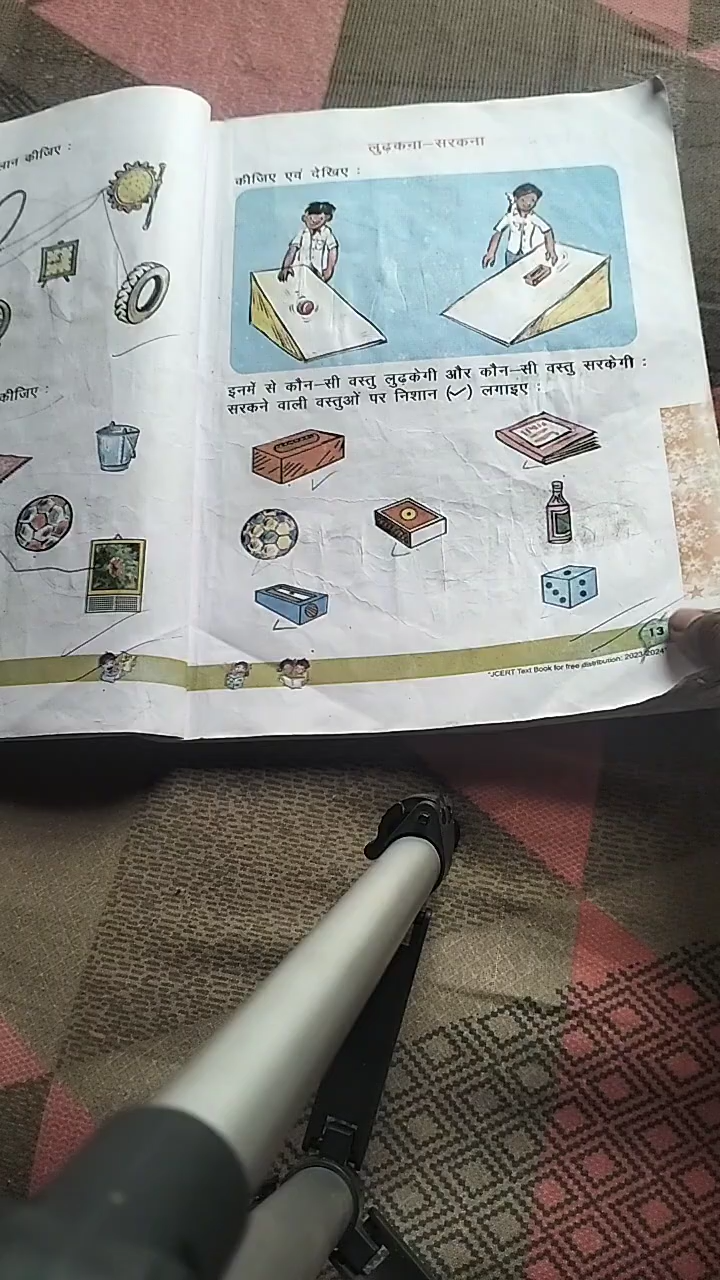 लान कीजिए :
कीजिए :
लुढ़कना–सरकना
कीजिए एवं देखिए :
इनमें से कौन–सी वस्तु लुढ़केगी और कौन–सी वस्तु सरकेगी :
सरकने वाली वस्तुओं पर निशान (✓) लगाइए :
13
*JCERT Text Book for free distribution: 2023-2024*